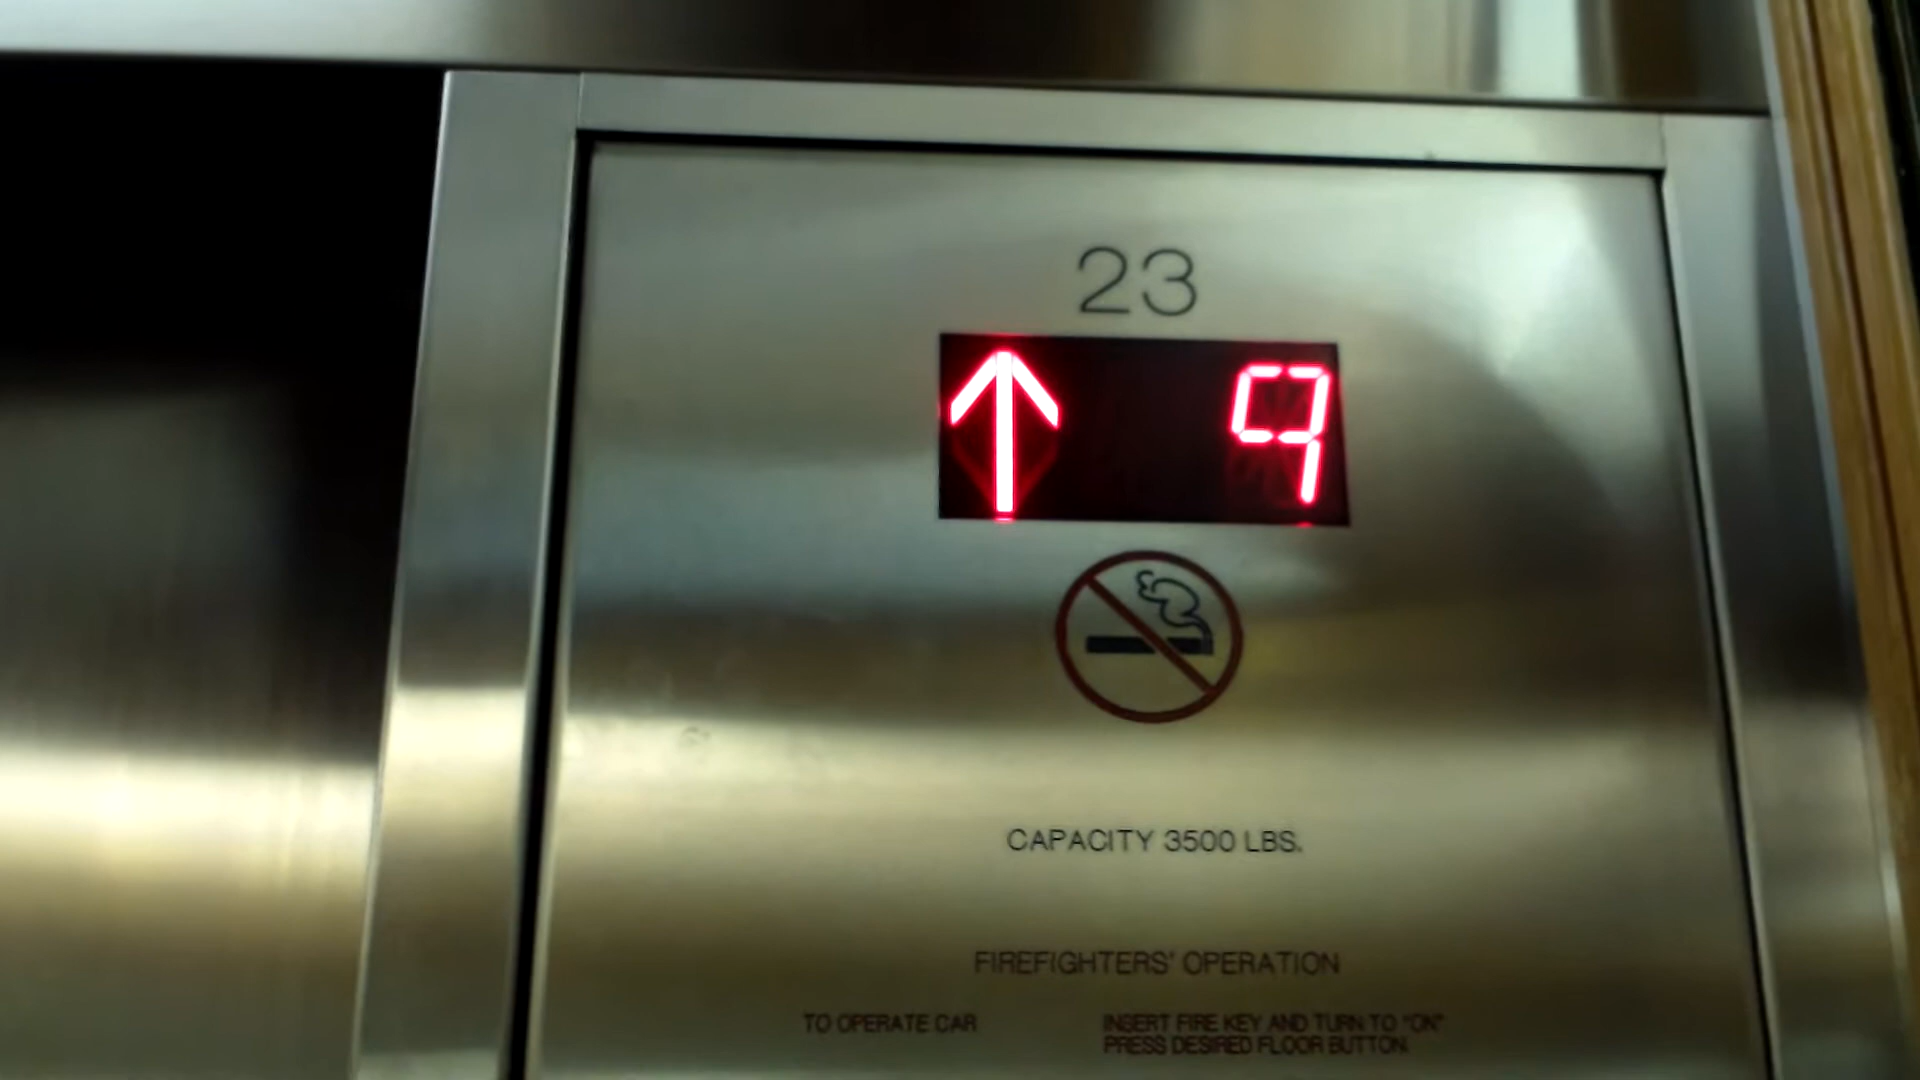 23
↑ 9
CAPACITY 3500 LBS.
FIREFIGHTERS' OPERATION
TO OPERATE CAR
INSERT FIRE KEY AND TURN TO "ON"
PRESS DESIRED FLOOR BUTTON.